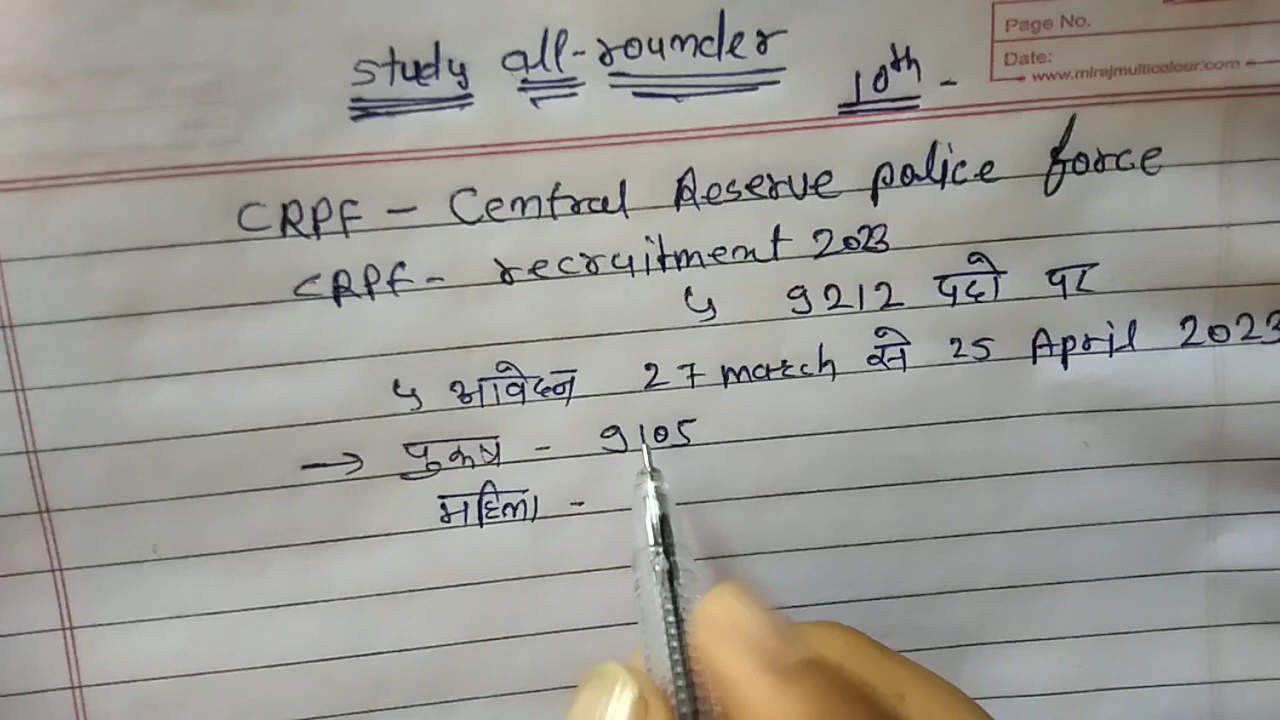 Page No.
Date:
www.mirajmulticolour.com
study all-rounder 10th -
CRPF - Central Reserve police force
CRPF - recruitment 2023
↳ 9212 पदो पर
↳ आवेदन 27 march से 25 April 2023
→ पुरुष - 9105
महिला -